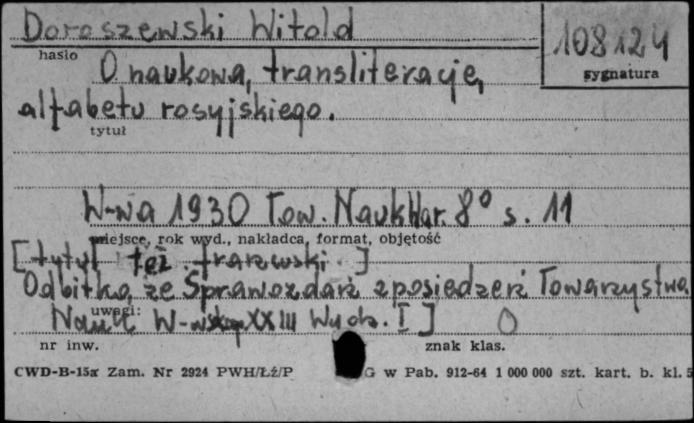 Doroszewski Witold
108124
hasło
sygnatura
O naukową, transliterację,
alfabetu rosyjskiego.
tytuł
W-wa 1930 Tow. Nauk War. 8° s. 11
miejsce, rok wyd., nakładca, format, objętość
[tytuł też francuski.]
Odbitka, ze Sprawozdań z posiedzeń Towarzystwa
uwagi:
Nauk W-wskiego XXIII Wydz. I ] O
nr inw.
znak klas.
CWD-B-15a Zam. Nr 2924 PWH/Łź/P G w Pab. 912-64 1 000 000 szt. kart. b. kl. 5